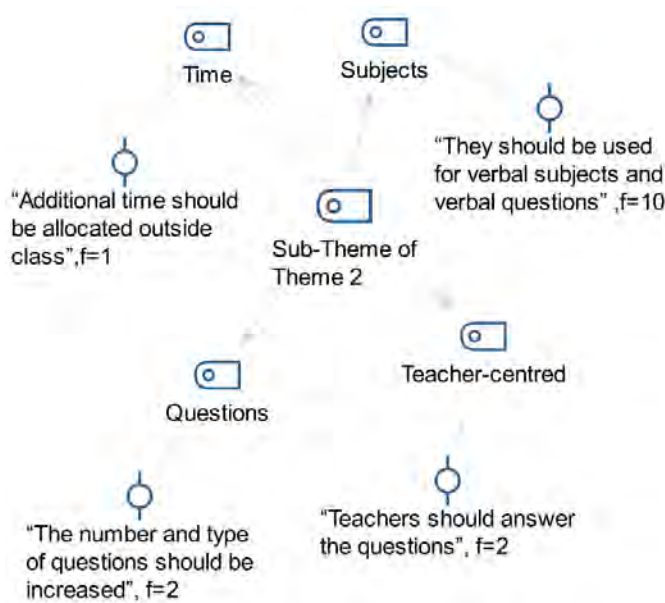 Time
Subjects
"Additional time should
be allocated outside
class",f=1
"They should be used
for verbal subjects and
verbal questions" ,f=10
Sub-Theme of
Theme 2
Questions
Teacher-centred
"The number and type
of questions should be
increased", f=2
"Teachers should answer
the questions", f=2